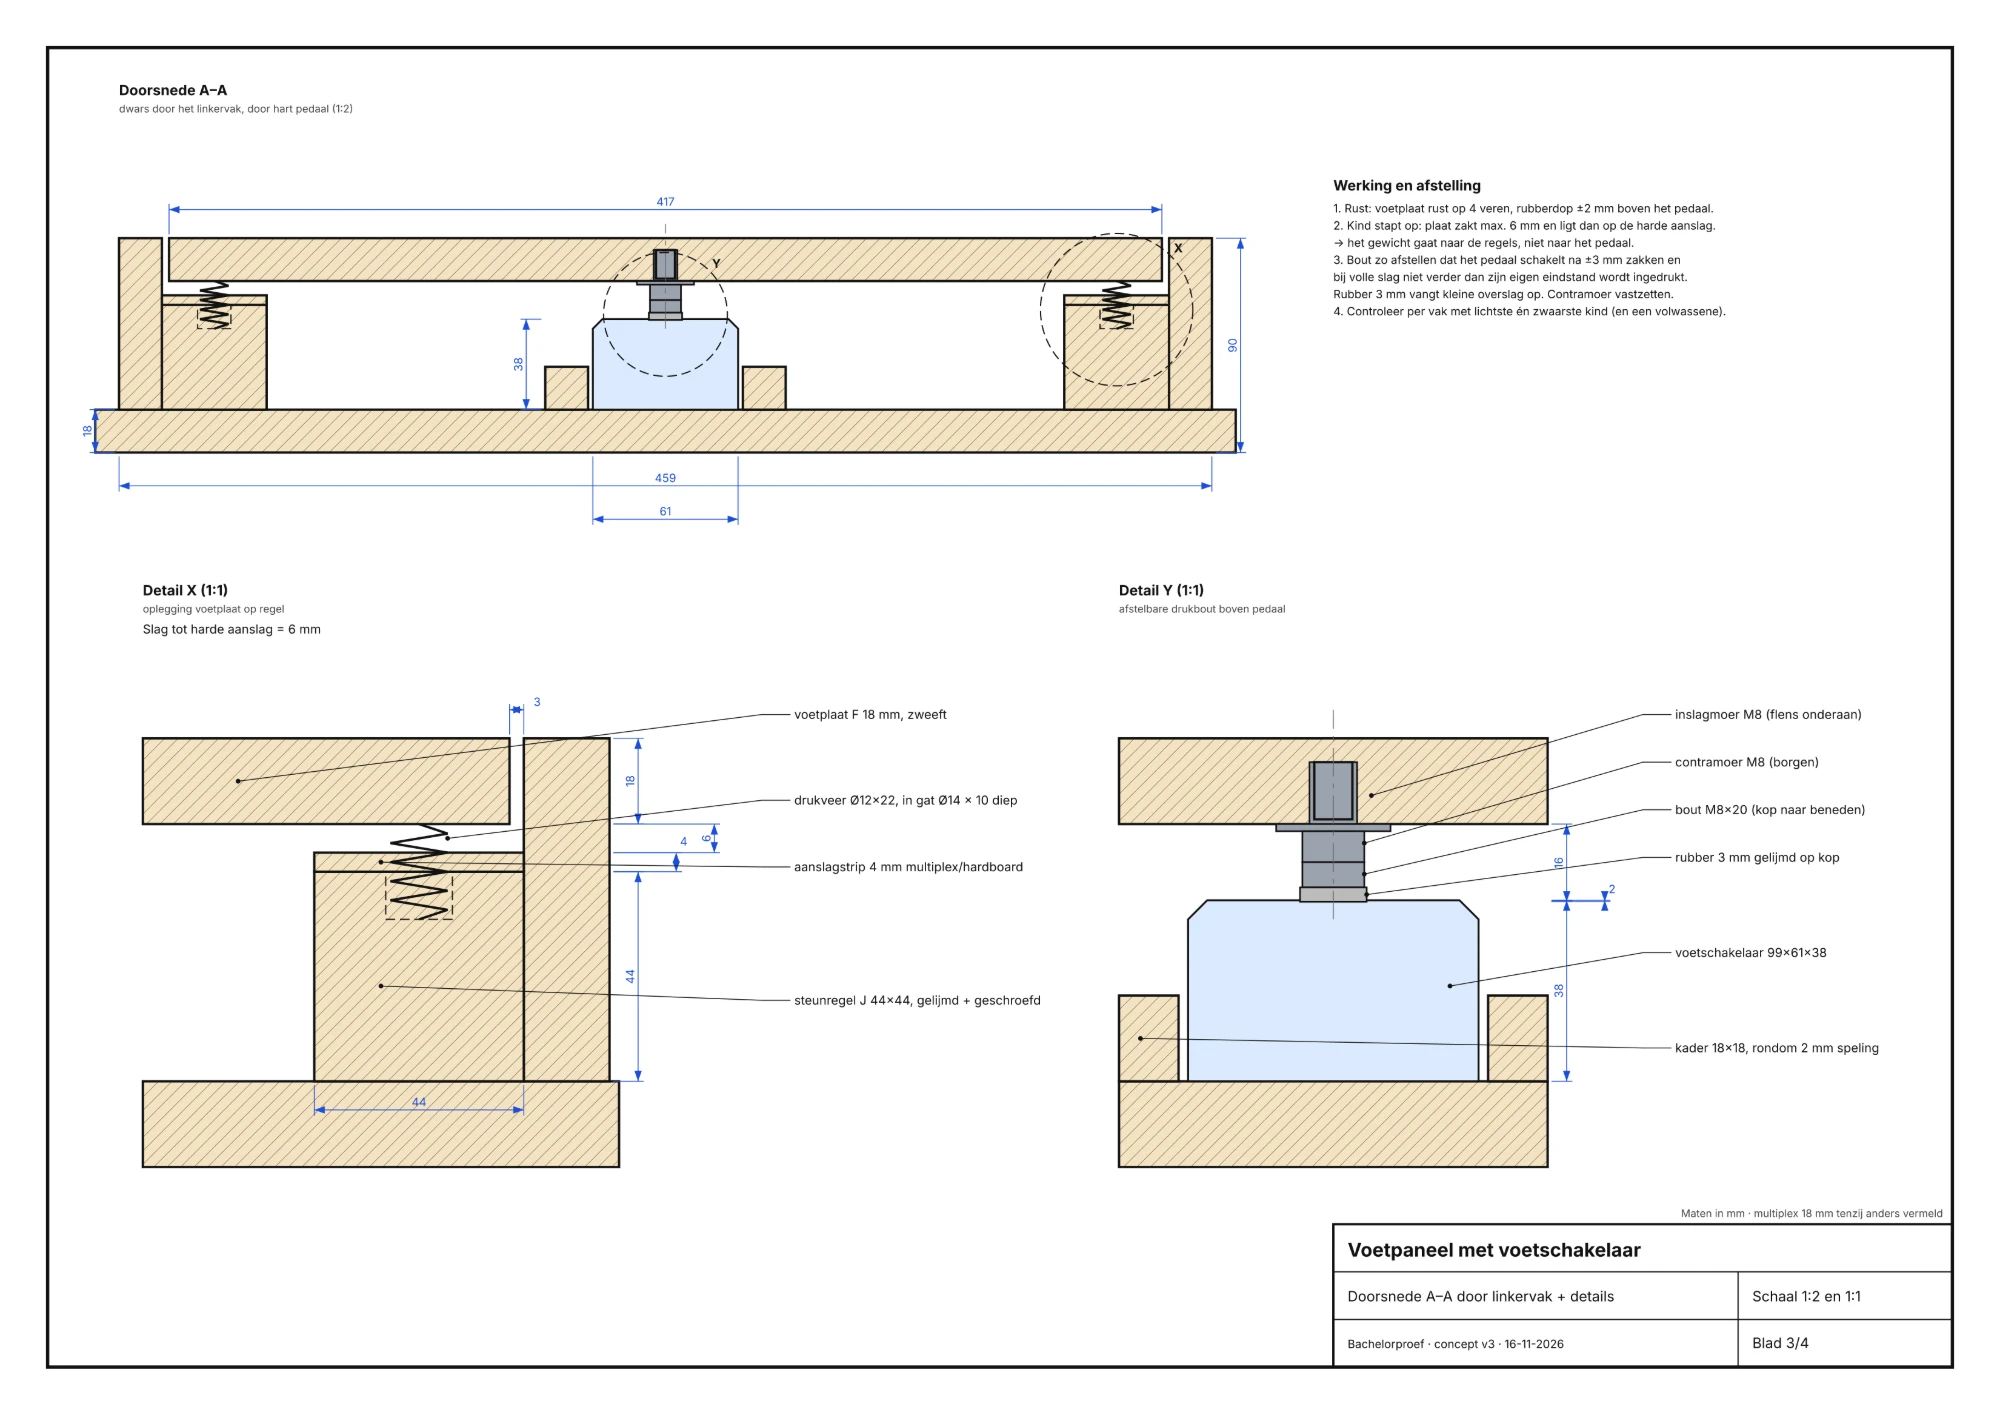 Doorsnede A–A
dwars door het linkervak, door hart pedaal (1:2)
Werking en afstelling
1. Rust: voetplaat rust op 4 veren, rubberdop ±2 mm boven het pedaal.
2. Kind stapt op: plaat zakt max. 6 mm en ligt dan op de harde aanslag.
→ het gewicht gaat naar de regels, niet naar het pedaal.
3. Bout zo afstellen dat het pedaal schakelt na ±3 mm zakken en
bij volle slag niet verder dan zijn eigen eindstand wordt ingedrukt.
Rubber 3 mm vangt kleine overslag op. Contramoer vastzetten.
4. Controleer per vak met lichtste én zwaarste kind (en een volwassene).
417
X
Y
38
90
18
459
61
Detail X (1:1)
oplegging voetplaat op regel
Slag tot harde aanslag = 6 mm
3
voetplaat F 18 mm, zweeft
18
drukveer Ø12×22, in gat Ø14 × 10 diep
6
4
aanslagstrip 4 mm multiplex/hardboard
44
steunregel J 44×44, gelijmd + geschroefd
44
Detail Y (1:1)
afstelbare drukbout boven pedaal
inslagmoer M8 (flens onderaan)
contramoer M8 (borgen)
bout M8×20 (kop naar beneden)
rubber 3 mm gelijmd op kop
16
2
voetschakelaar 99×61×38
38
kader 18×18, rondom 2 mm speling
Maten in mm · multiplex 18 mm tenzij anders vermeld
Voetpaneel met voetschakelaar
Doorsnede A–A door linkervak + details
Schaal 1:2 en 1:1
Bachelorproef · concept v3 · 16-11-2026
Blad 3/4